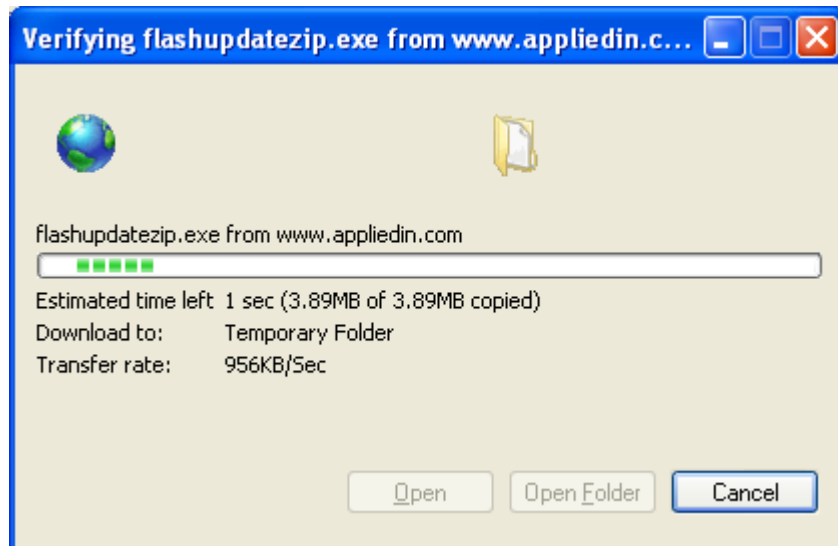 Verifying flashupdatezip.exe from www.appliedin.c...
flashupdatezip.exe from www.appliedin.com
Estimated time left 1 sec (3.89MB of 3.89MB copied)
Download to: Temporary Folder
Transfer rate: 956KB/Sec
Open Open Folder Cancel